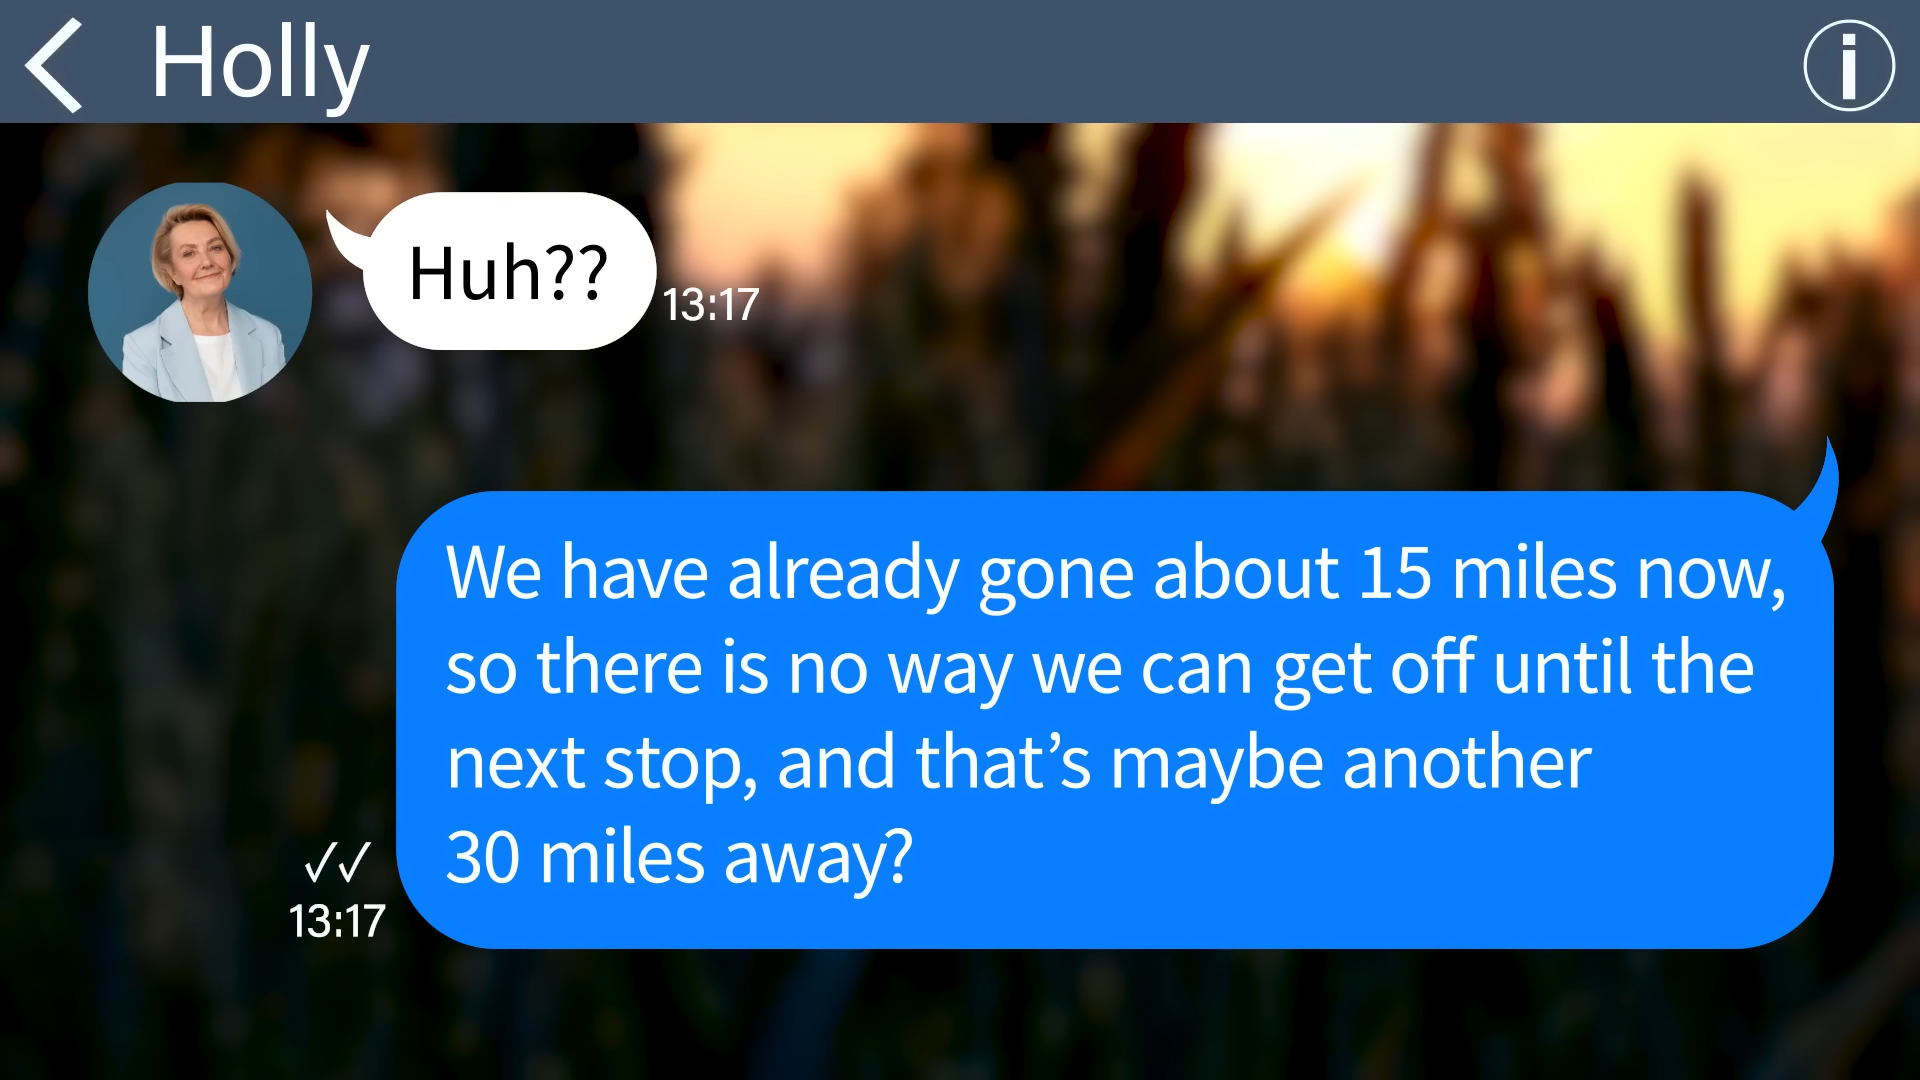 Holly
Huh??
13:17
We have already gone about 15 miles now,
so there is no way we can get off until the
next stop, and that’s maybe another
30 miles away?
13:17